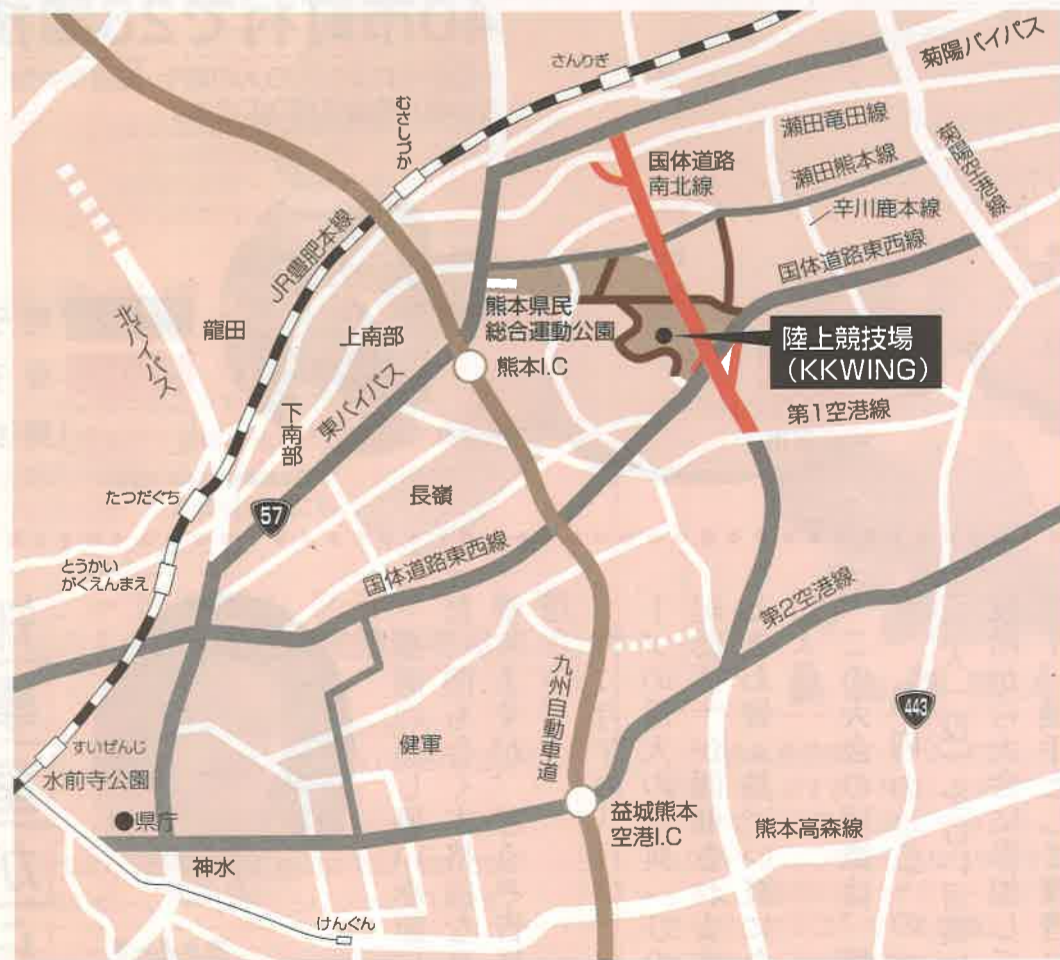 菊陽バイパス
さんりぎ
むさしづか
瀬田竜田線
国体道路
南北線
瀬田熊本線
菊陽空港線
辛川鹿本線
JR豊肥本線
国体道路東西線
北バイパス
龍田
上南部
熊本県民
総合運動公園
熊本I.C
陸上競技場
(KKWING)
東バイパス
下南部
第1空港線
長嶺
たつだぐち
57
とうかい
がくえんまえ
国体道路東西線
第2空港線
九州自動車道
443
すいぜんじ
水前寺公園
健軍
県庁
益城熊本
空港I.C
熊本高森線
神水
けんぐん